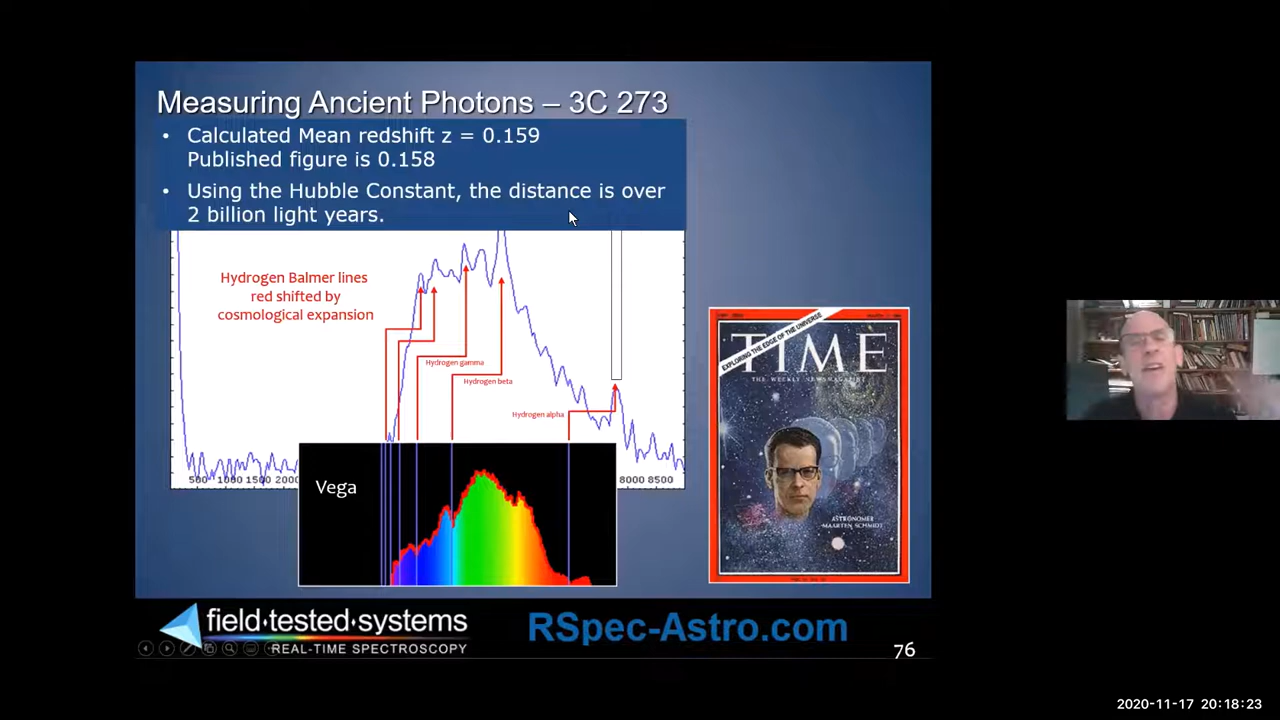 Measuring Ancient Photons – 3C 273
• Calculated Mean redshift z = 0.159
Published figure is 0.158
• Using the Hubble Constant, the distance is over
2 billion light years.
Hydrogen Balmer lines
red shifted by
cosmological expansion
Hydrogen gamma
Hydrogen beta
Hydrogen alpha
500 1000 1500 2000
8000 8500
Vega
EXPLORING THE EDGE OF THE UNIVERSE
TIME
THE WEEKLY NEWSMAGAZINE
ASTRONOMER
MAARTEN SCHMIDT
field·tested·systems
REAL-TIME SPECTROSCOPY
RSpec-Astro.com
76
2020-11-17 20:18:23